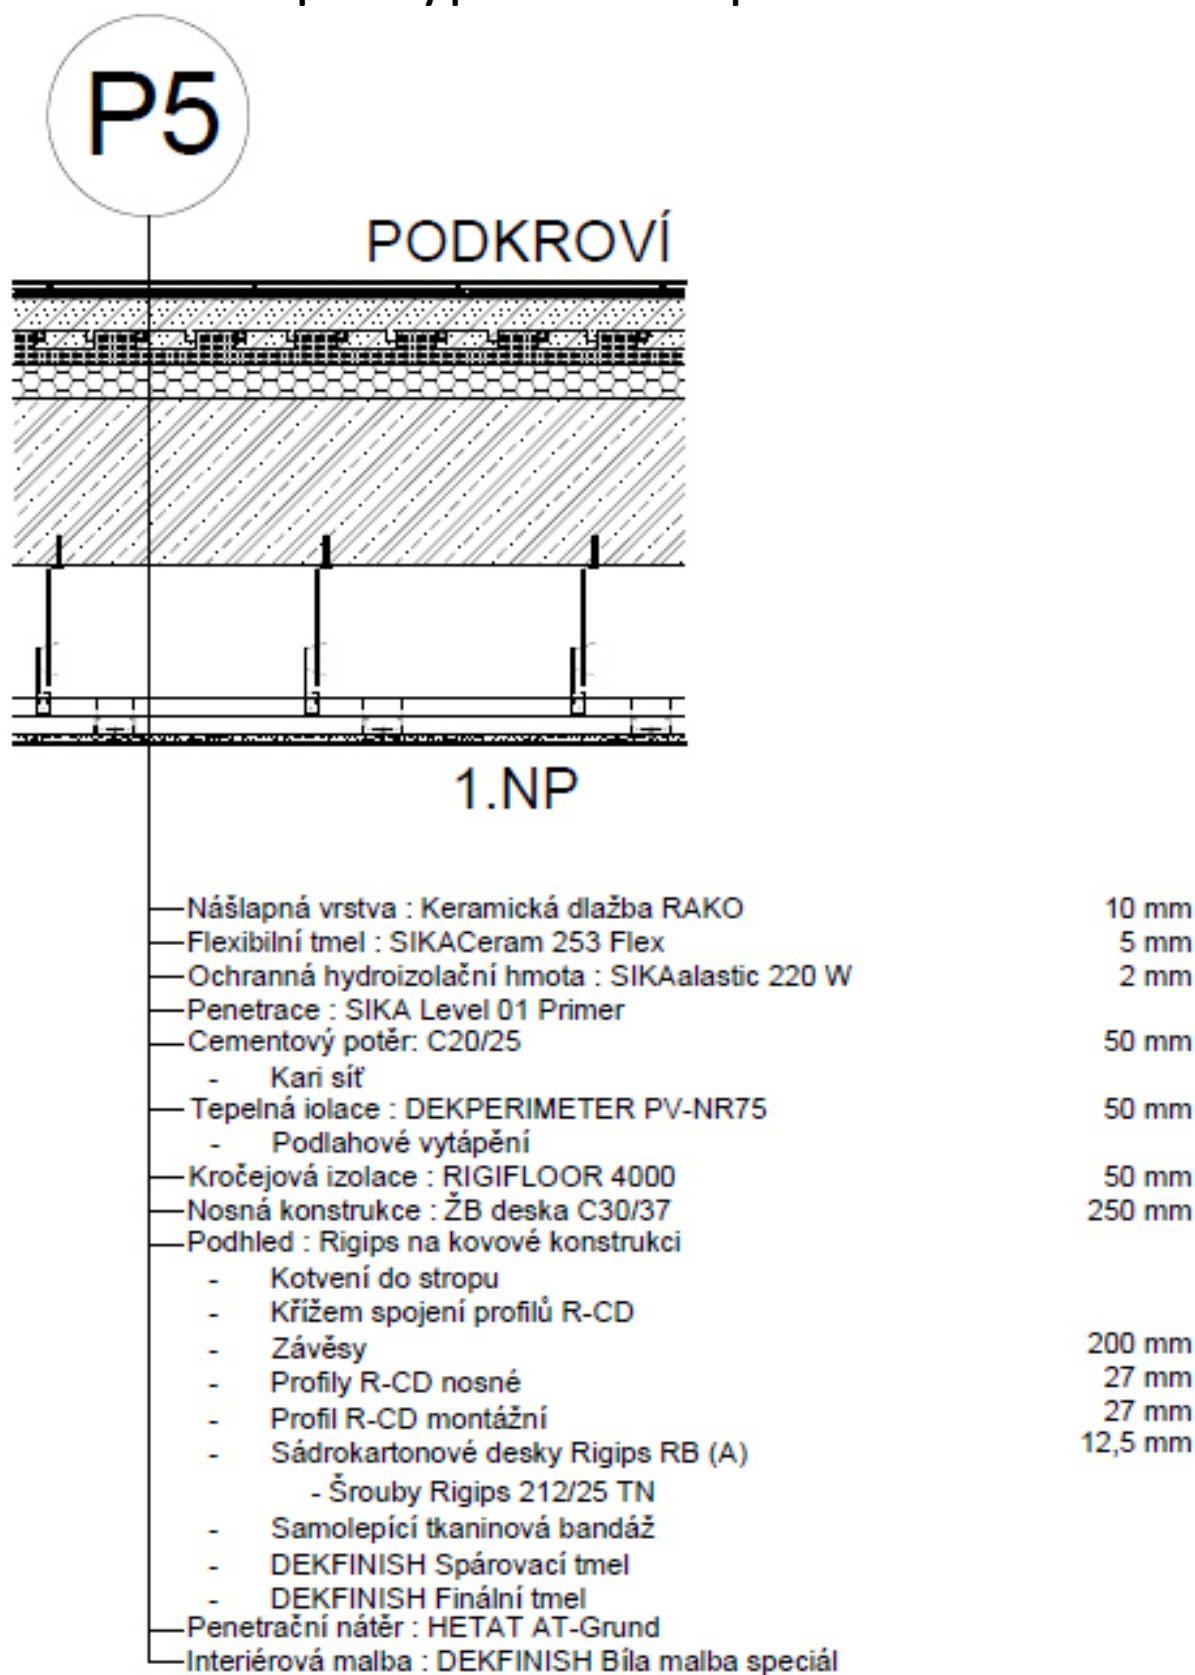 P5
PODKROVÍ
1.NP
Nášlapná vrstva : Keramická dlažba RAKO 10 mm
Flexibilní tmel : SIKACeram 253 Flex 5 mm
Ochranná hydroizolační hmota : SIKAalastic 220 W 2 mm
Penetrace : SIKA Level 01 Primer
Cementový potěr: C20/25 50 mm
- Kari síť
Tepelná iolace : DEKPERIMETER PV-NR75 50 mm
- Podlahové vytápění
Kročejová izolace : RIGIFLOOR 4000 50 mm
Nosná konstrukce : ŽB deska C30/37 250 mm
Podhled : Rigips na kovové konstrukci
- Kotvení do stropu
- Křížem spojení profilů R-CD
- Závěsy 200 mm
- Profily R-CD nosné 27 mm
- Profil R-CD montážní 27 mm
- Sádrokartonové desky Rigips RB (A) 12,5 mm
- Šrouby Rigips 212/25 TN
- Samolepící tkaninová bandáž
- DEKFINISH Spárovací tmel
- DEKFINISH Finální tmel
Penetrační nátěr : HETAT AT-Grund
Interiérová malba : DEKFINISH Bíla malba speciál